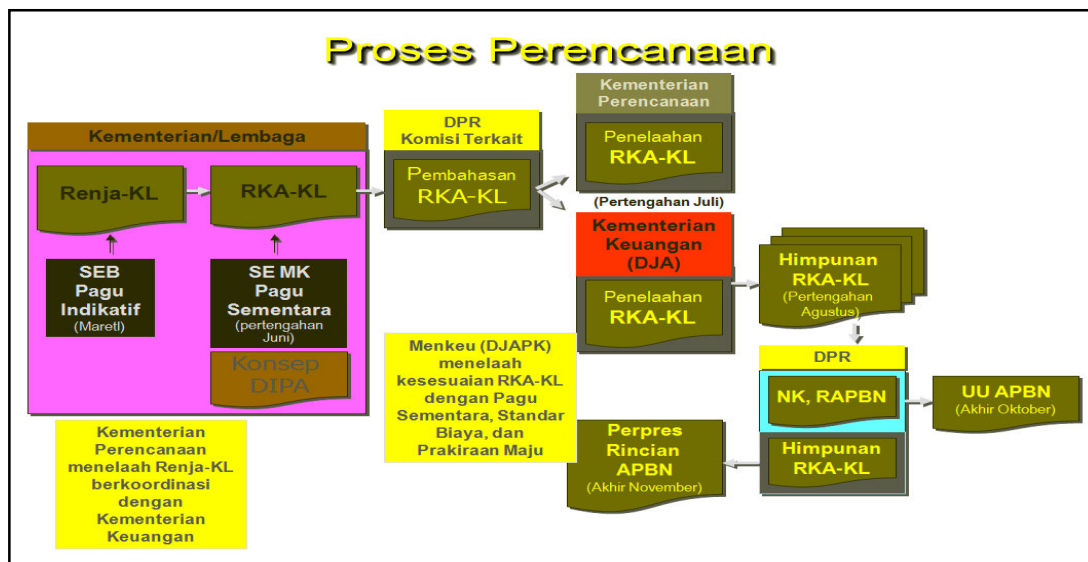 Proses Perencanaan
Kementerian/Lembaga
Renja-KL
RKA-KL
SEB
Pagu
Indikatif
(Maretl)
SE MK
Pagu
Sementara
(pertengahan
Juni)
Konsep
DIPA
Kementerian
Perencanaan
menelaah Renja-KL
berkoordinasi
dengan
Kementerian
Keuangan
DPR
Komisi Terkait
Pembahasan
RKA-KL
Kementerian
Perencanaan
Penelaahan
RKA-KL
(Pertengahan Juli)
Kementerian
Keuangan
(DJA)
Penelaahan
RKA-KL
Menkeu (DJAPK)
menelaah
kesesuaian RKA-KL
dengan Pagu
Sementara, Standar
Biaya, dan
Prakiraan Maju
Himpunan
RKA-KL
(Pertengahan
Agustus)
DPR
NK, RAPBN
Himpunan
RKA-KL
UU APBN
(Akhir Oktober)
Perpres
Rincian
APBN
(Akhir November)